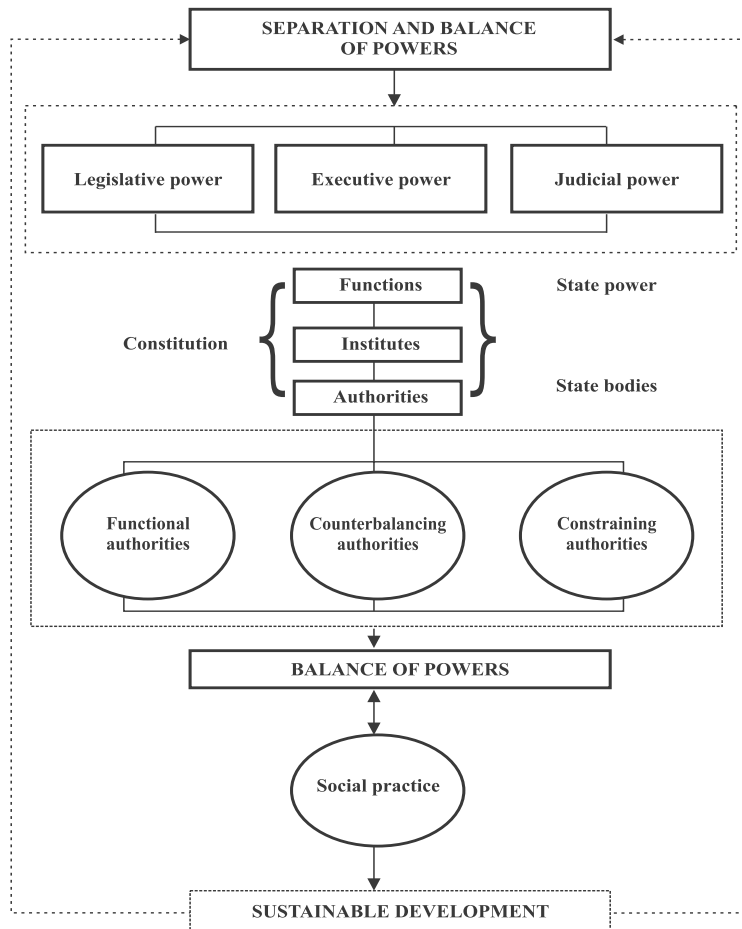 SEPARATION AND BALANCE
OF POWERS
Legislative power
Executive power
Judicial power
Functions
State power
Constitution
Institutes
Authorities
State bodies
Functional
authorities
Counterbalancing
authorities
Constraining
authorities
BALANCE OF POWERS
Social practice
SUSTAINABLE DEVELOPMENT